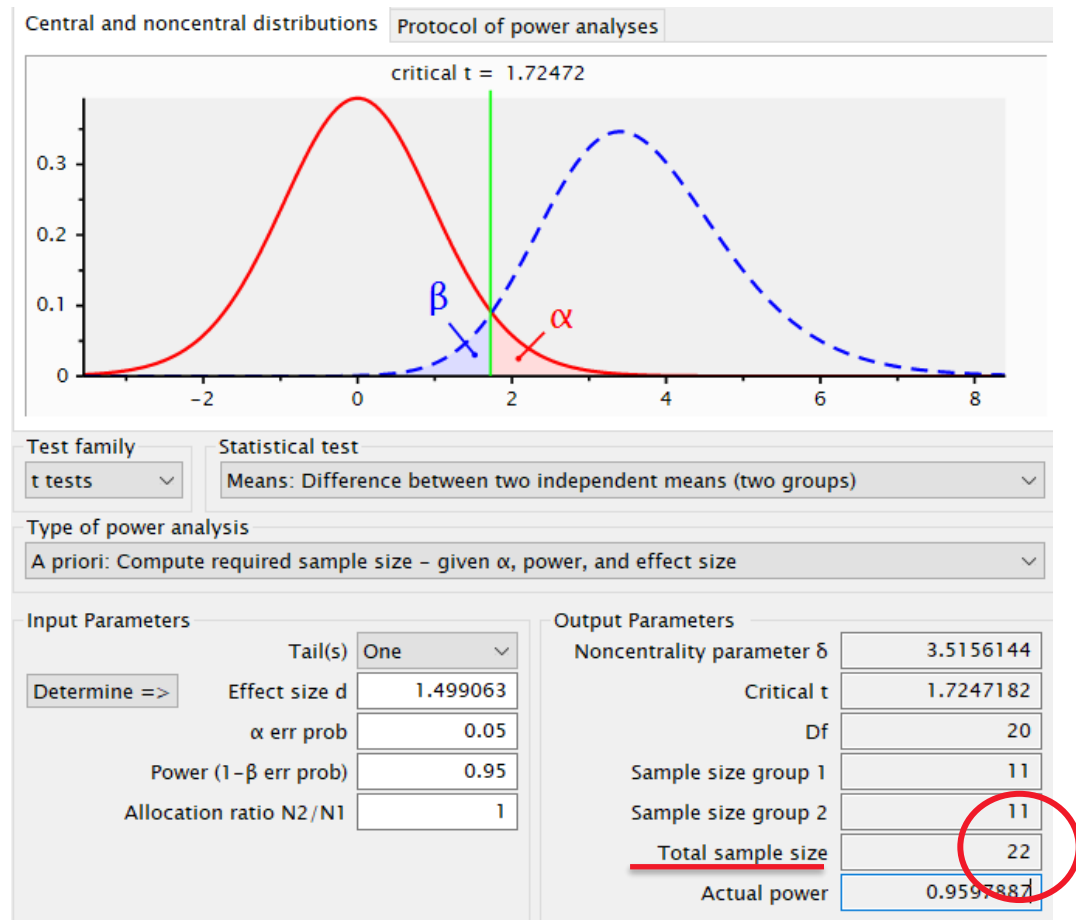 Central and noncentral distributions Protocol of power analyses
critical t = 1.72472
0.3
0.2
0.1
0
β
α
-2 0 2 4 6 8
Test family Statistical test
t tests Means: Difference between two independent means (two groups)
Type of power analysis
A priori: Compute required sample size – given α, power, and effect size
Input Parameters Output Parameters
Tail(s) One Noncentrality parameter δ 3.5156144
Determine => Effect size d 1.499063 Critical t 1.7247182
α err prob 0.05 Df 20
Power (1-β err prob) 0.95 Sample size group 1 11
Allocation ratio N2/N1 1 Sample size group 2 11
Total sample size 22
Actual power 0.9597887